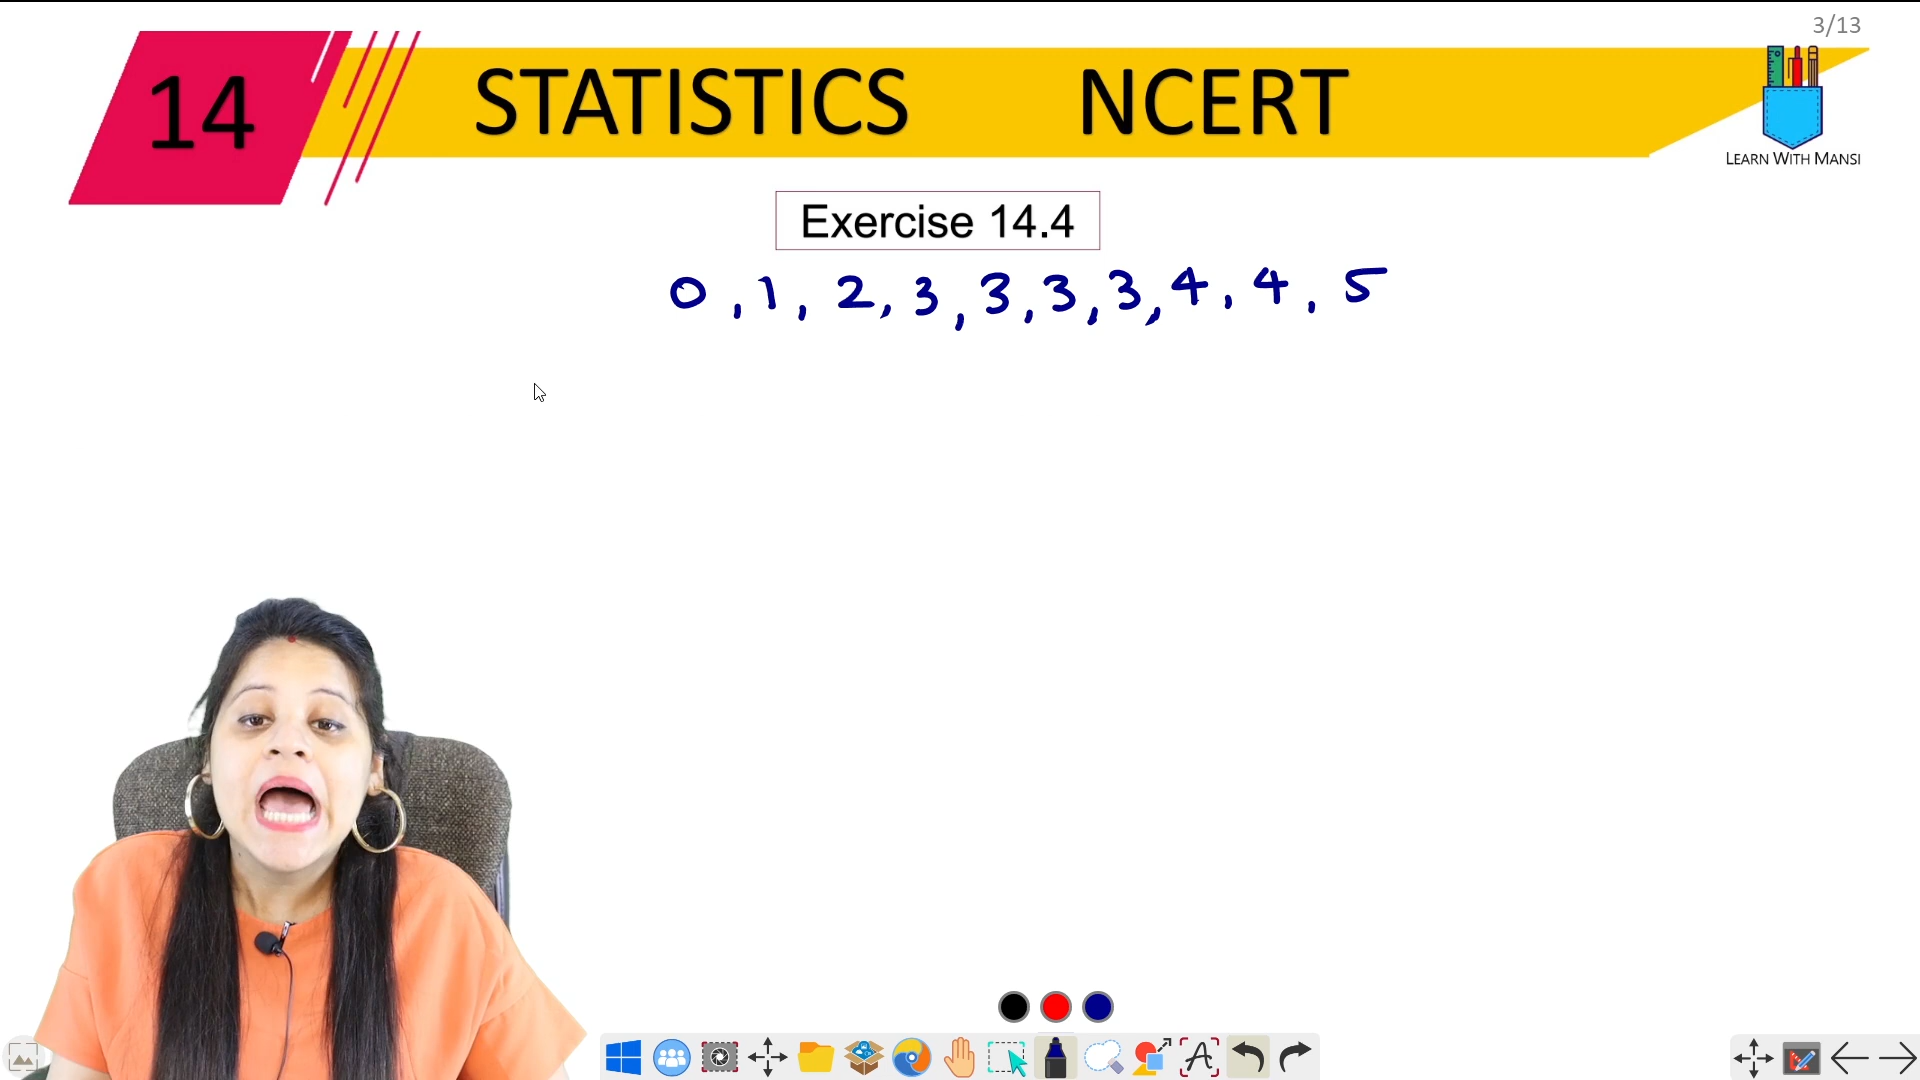 3/13
14 STATISTICS NCERT
LEARN WITH MANSI
Exercise 14.4
0, 1, 2, 3, 3, 3, 3, 4, 4, 5